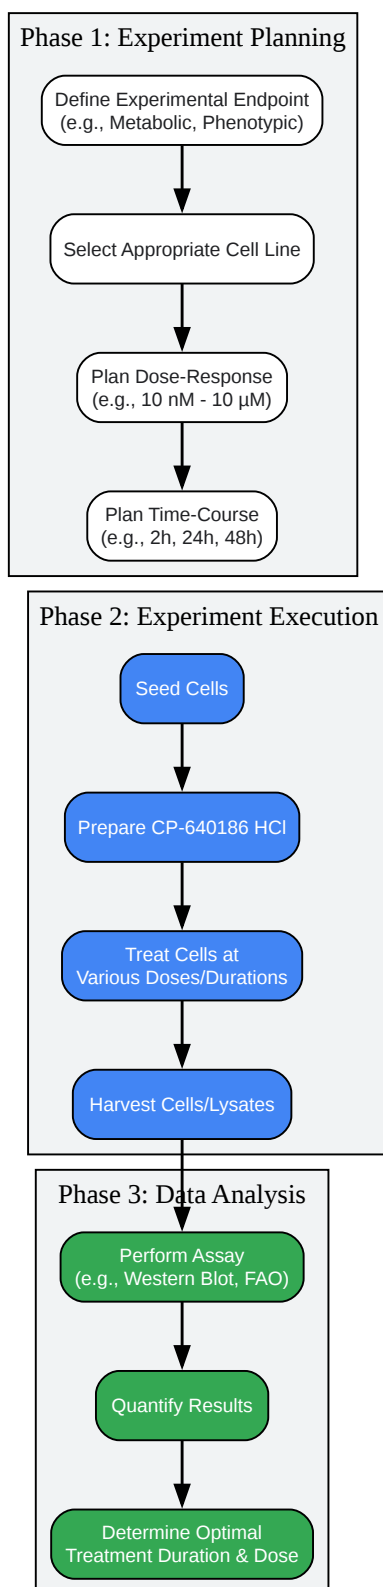 Phase 1: Experiment Planning
Define Experimental Endpoint
(e.g., Metabolic, Phenotypic)
Select Appropriate Cell Line
Plan Dose-Response
(e.g., 10 nM - 10 µM)
Plan Time-Course
(e.g., 2h, 24h, 48h)
Phase 2: Experiment Execution
Seed Cells
Prepare CP-640186 HCl
Treat Cells at
Various Doses/Durations
Harvest Cells/Lysates
Phase 3: Data Analysis
Perform Assay
(e.g., Western Blot, FAO)
Quantify Results
Determine Optimal
Treatment Duration & Dose